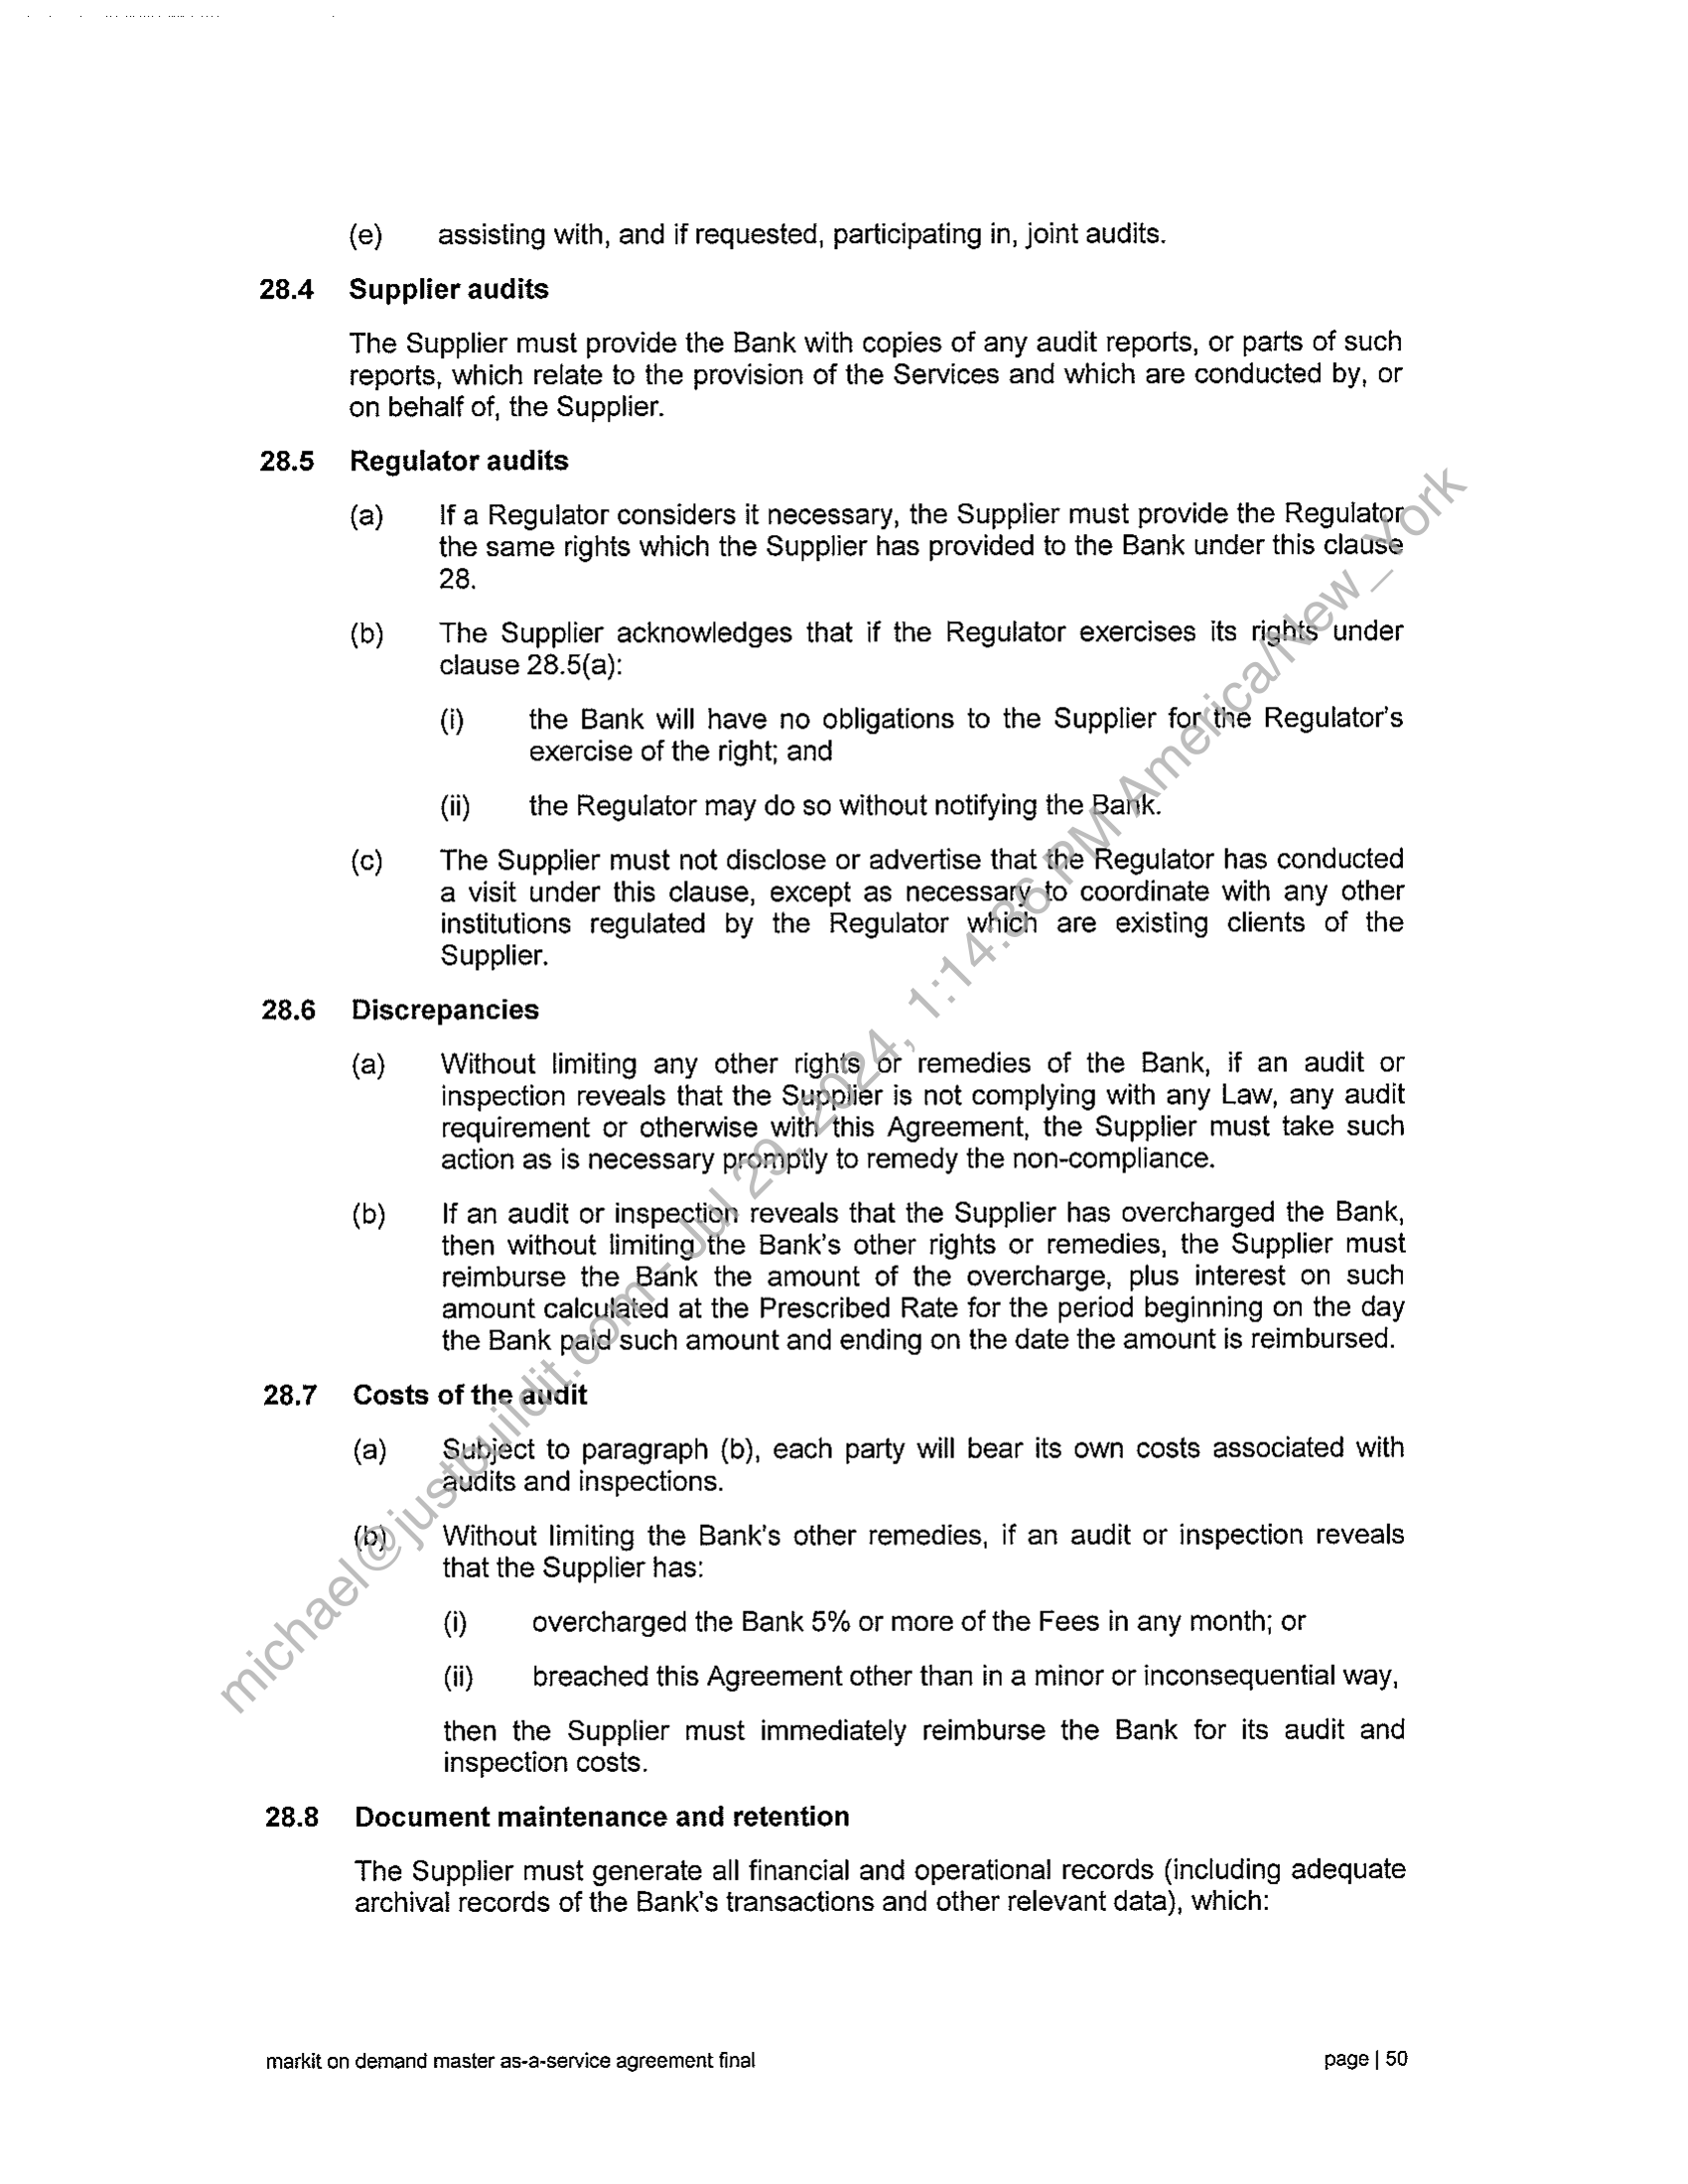 (e) assisting with, and if requested, participating in, joint audits.
28.4 Supplier audits
The Supplier must provide the Bank with copies of any audit reports, or parts of such
reports, which relate to the provision of the Services and which are conducted by, or
on behalf of, the Supplier.
28.5 Regulator audits
(a) If a Regulator considers it necessary, the Supplier must provide the Regulator
the same rights which the Supplier has provided to the Bank under this clause
28.
(b) The Supplier acknowledges that if the Regulator exercises its rights under
clause 28.5(a):
(i) the Bank will have no obligations to the Supplier for the Regulator's
exercise of the right; and
(ii) the Regulator may do so without notifying the Bank.
(c) The Supplier must not disclose or advertise that the Regulator has conducted
a visit under this clause, except as necessary to coordinate with any other
institutions regulated by the Regulator which are existing clients of the
Supplier.
28.6 Discrepancies
(a) Without limiting any other rights or remedies of the Bank, if an audit or
inspection reveals that the Supplier is not complying with any Law, any audit
requirement or otherwise with this Agreement, the Supplier must take such
action as is necessary promptly to remedy the non-compliance.
(b) If an audit or inspection reveals that the Supplier has overcharged the Bank,
then without limiting the Bank's other rights or remedies, the Supplier must
reimburse the Bank the amount of the overcharge, plus interest on such
amount calculated at the Prescribed Rate for the period beginning on the day
the Bank paid such amount and ending on the date the amount is reimbursed.
28.7 Costs of the audit
(a) Subject to paragraph (b), each party will bear its own costs associated with
audits and inspections.
(b) Without limiting the Bank's other remedies, if an audit or inspection reveals
that the Supplier has:
(i) overcharged the Bank 5% or more of the Fees in any month; or
(ii) breached this Agreement other than in a minor or inconsequential way,
then the Supplier must immediately reimburse the Bank for its audit and
inspection costs.
28.8 Document maintenance and retention
The Supplier must generate all financial and operational records (including adequate
archival records of the Bank's transactions and other relevant data), which:
markit on demand master as-a-service agreement final page | 50
michael@justbuildit.com - Jul 29, 2024, 1:14:36 PM America/New_York